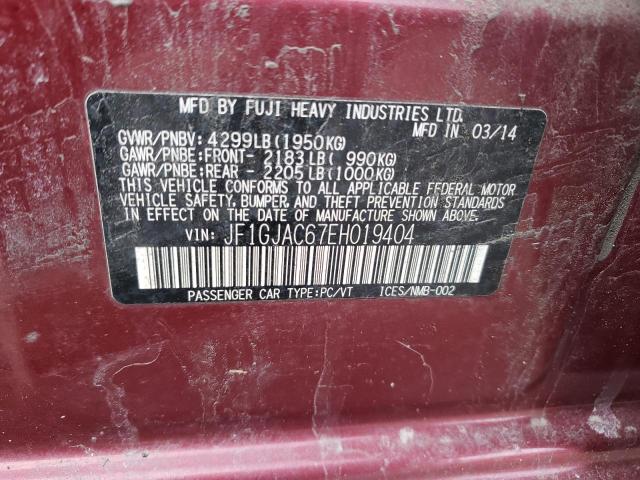 MFD BY FUJI HEAVY INDUSTRIES LTD.
MFD IN 03/14
GVWR/PNBV: 4299LB(1950KG)
GAWR/PNBE:FRONT- 2183LB( 990KG)
GAWR/PNBE:REAR - 2205LB(1000KG)
THIS VEHICLE CONFORMS TO ALL APPLICABLE FEDERAL MOTOR
VEHICLE SAFETY, BUMPER, AND THEFT PREVENTION STANDARDS
IN EFFECT ON THE DATE OF MANUFACTURE SHOWN ABOVE.
VIN: JF1GJAC67EH019404
PASSENGER CAR TYPE:PC/VT ICES/NMB-002